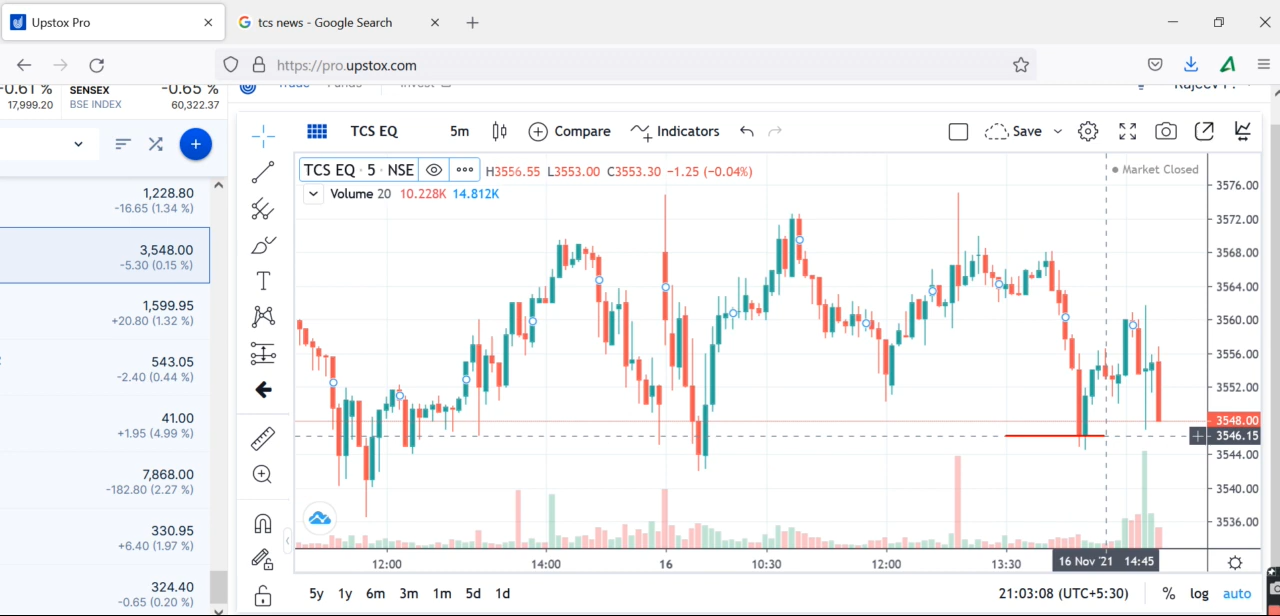 Upstox Pro
tcs news - Google Search
https://pro.upstox.com
-0.61 % SENSEX -0.65 %
17,999.20 BSE INDEX 60,322.37
TCS EQ 5m Compare Indicators Save
TCS EQ · 5 · NSE H3556.55 L3553.00 C3553.30 −1.25 (−0.04%)
Market Closed
Volume 20 10.228K 14.812K
1,228.80
-16.65 (1.34 %)
3,548.00
-5.30 (0.15 %)
1,599.95
+20.80 (1.32 %)
543.05
-2.40 (0.44 %)
41.00
+1.95 (4.99 %)
7,868.00
-182.80 (2.27 %)
330.95
+6.40 (1.97 %)
324.40
-0.65 (0.20 %)
3576.00
3572.00
3568.00
3564.00
3560.00
3556.00
3552.00
3548.00
3546.15
3544.00
3540.00
3536.00
12:00 14:00 16 10:30 12:00 13:30 16 Nov '21 14:45
5y 1y 6m 3m 1m 5d 1d 21:03:08 (UTC+5:30) % log auto